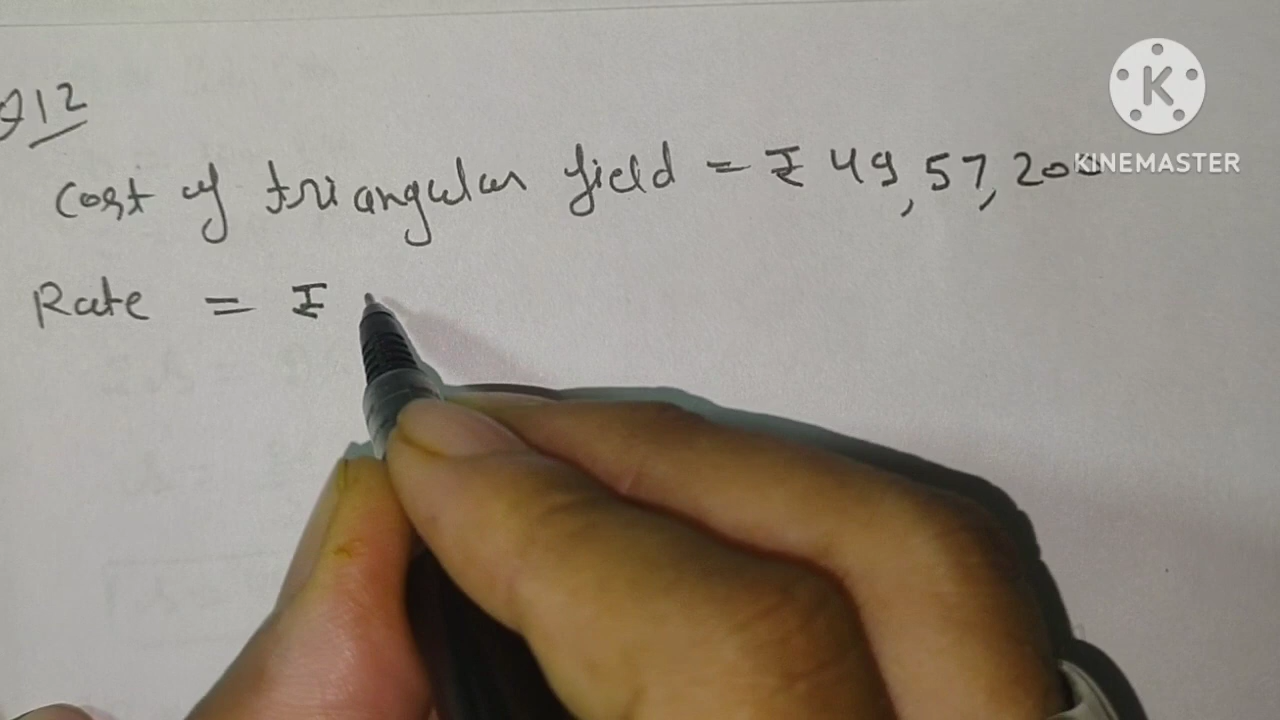 Q12
Cost of triangular field = ₹ 49,57,200
Rate = ₹
K
KINEMASTER